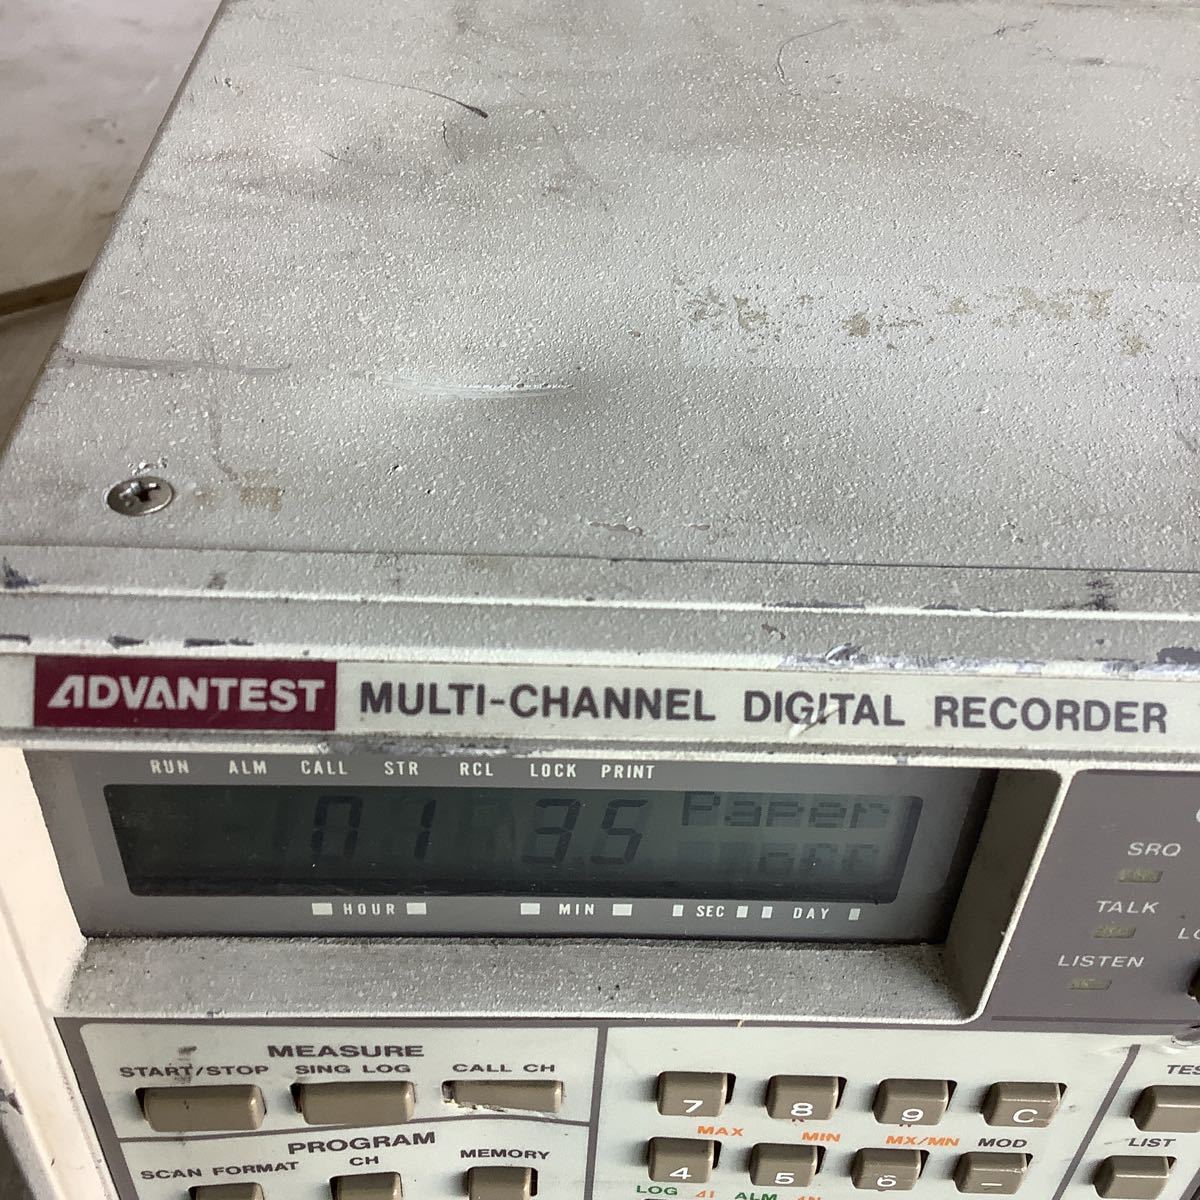 ADVANTEST MULTI-CHANNEL DIGITAL RECORDER
RUN ALM CALL STR RCL LOCK PRINT
01 35 Paper
off
HOUR MIN SEC DAY
SRQ
TALK
LISTEN
MEASURE
START/STOP SING LOG CALL CH
7 8 9 C
MAX MIN MX/MN MOD
PROGRAM
SCAN FORMAT CH MEMORY
4 5 6 –
LOG ALM
LIST